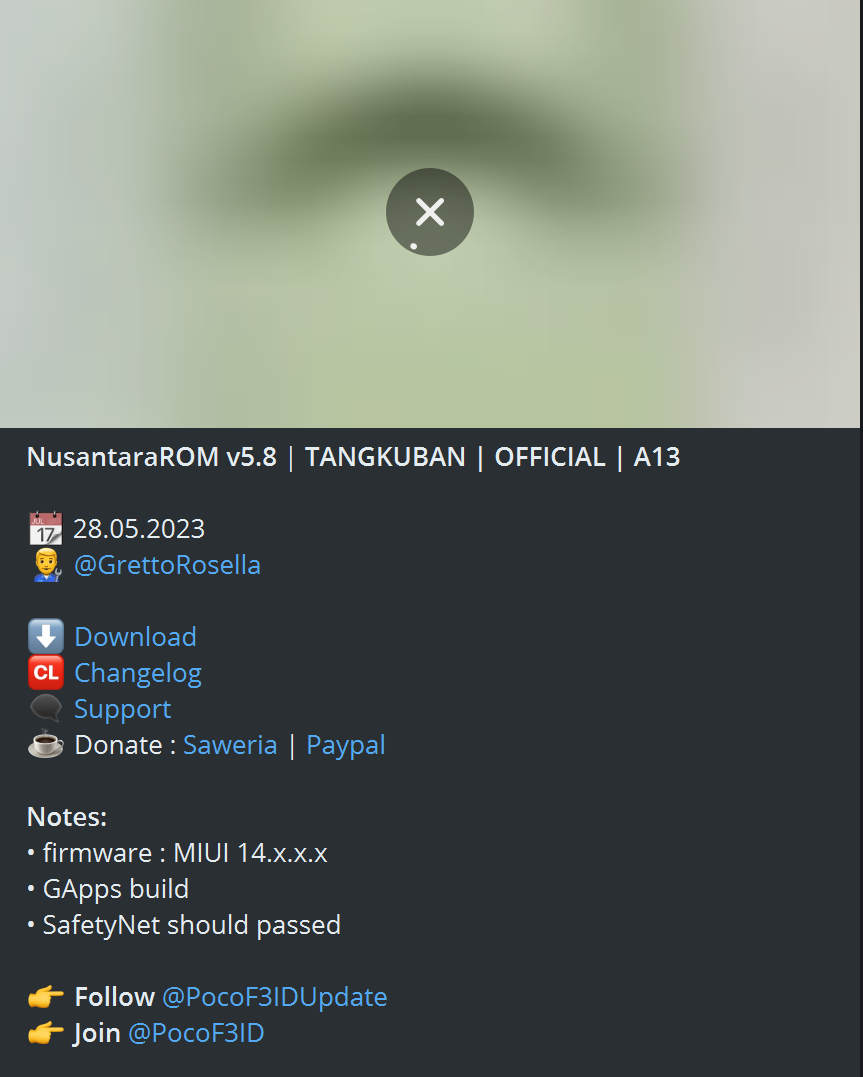 NusantaraROM v5.8 | TANGKUBAN | OFFICIAL | A13
JUL 17 28.05.2023
@GrettoRosella
Download
CL Changelog
Support
Donate : Saweria | Paypal
Notes:
• firmware : MIUI 14.x.x.x
• GApps build
• SafetyNet should passed
Follow @PocoF3IDUpdate
Join @PocoF3ID